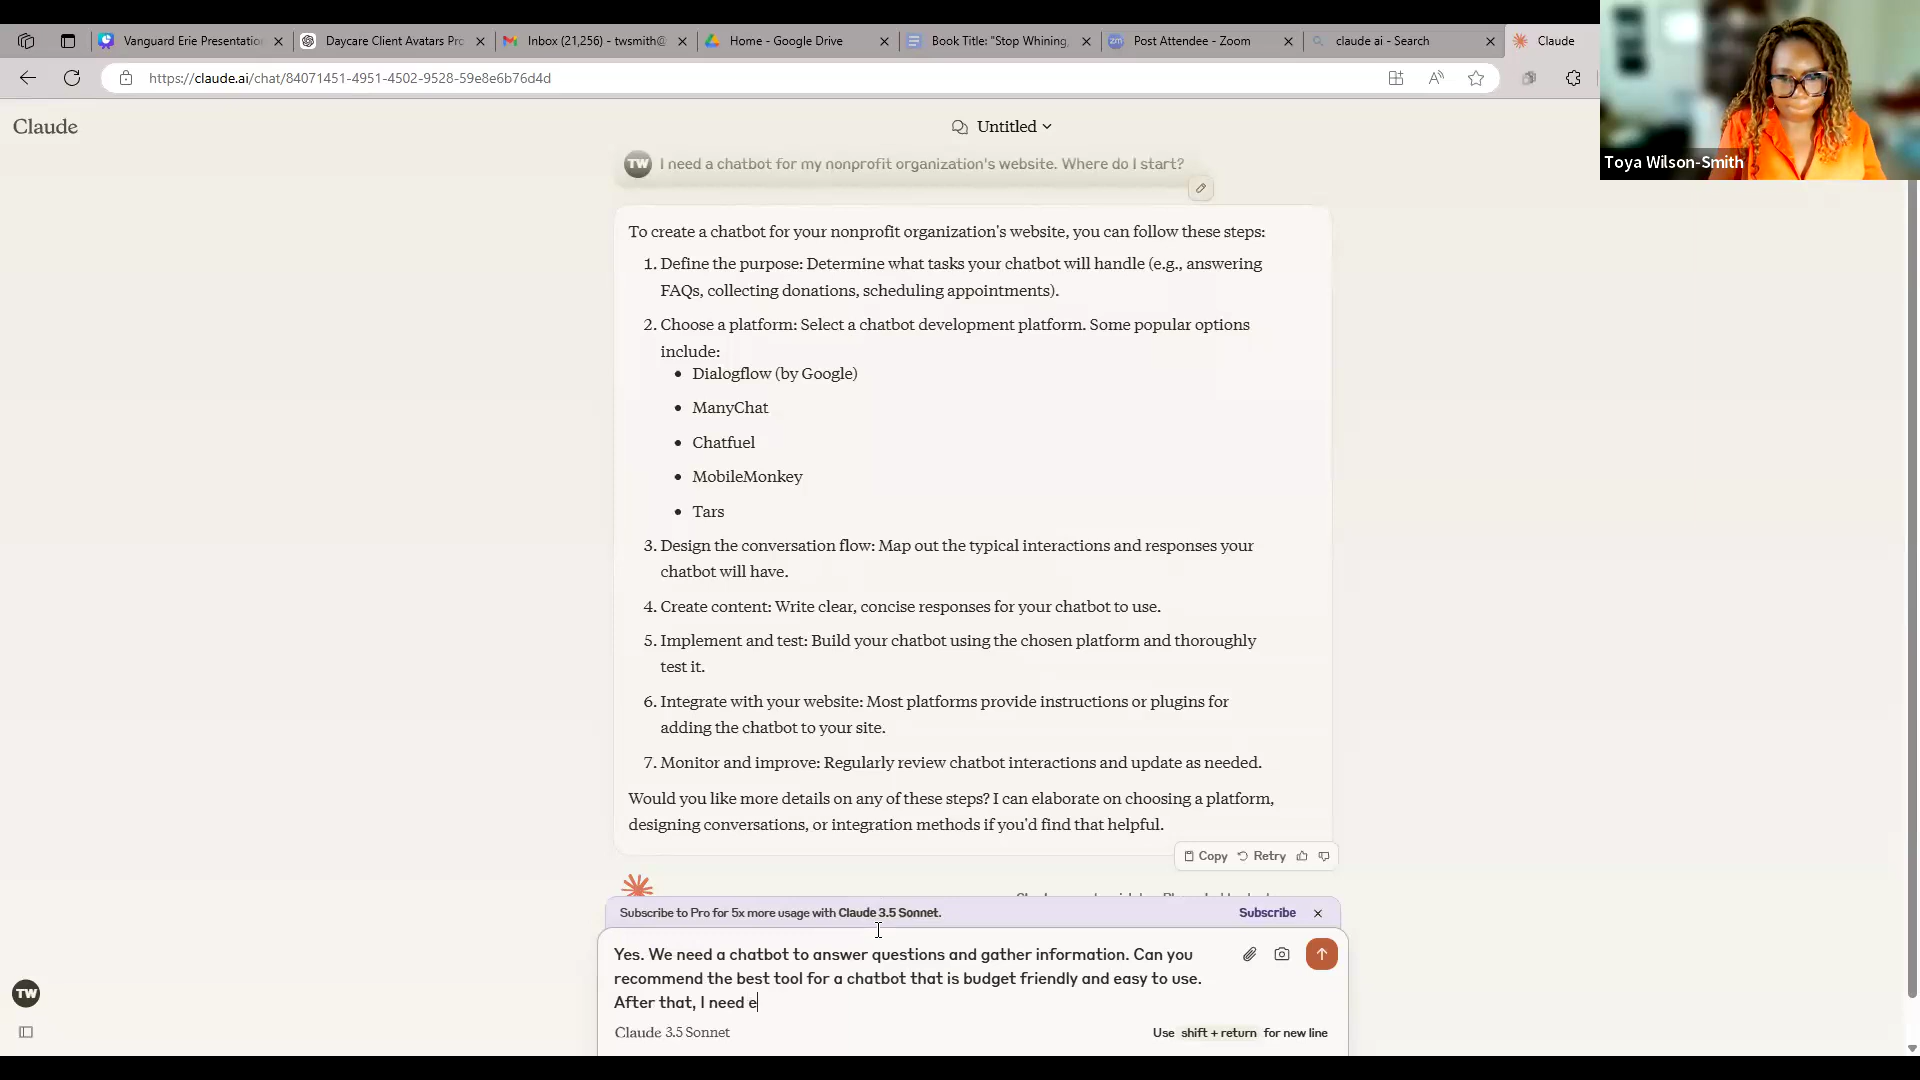 Vanguard Erie Presentatio
Daycare Client Avatars Pro
Inbox (21,256) - twsmith@
Home - Google Drive
Book Title: "Stop Whining,
zm
Post Attendee - Zoom
claude ai - Search
Claude
https://claude.ai/chat/84071451-4951-4502-9528-59e8e6b76d4d
Claude
Untitled
Toya Wilson-Smith
TW
I need a chatbot for my nonprofit organization's website. Where do I start?
To create a chatbot for your nonprofit organization's website, you can follow these steps:
1. Define the purpose: Determine what tasks your chatbot will handle (e.g., answering
FAQs, collecting donations, scheduling appointments).
2. Choose a platform: Select a chatbot development platform. Some popular options
include:
• Dialogflow (by Google)
• ManyChat
• Chatfuel
• MobileMonkey
• Tars
3. Design the conversation flow: Map out the typical interactions and responses your
chatbot will have.
4. Create content: Write clear, concise responses for your chatbot to use.
5. Implement and test: Build your chatbot using the chosen platform and thoroughly
test it.
6. Integrate with your website: Most platforms provide instructions or plugins for
adding the chatbot to your site.
7. Monitor and improve: Regularly review chatbot interactions and update as needed.
Would you like more details on any of these steps? I can elaborate on choosing a platform,
designing conversations, or integration methods if you'd find that helpful.
Copy Retry
Subscribe to Pro for 5x more usage with Claude 3.5 Sonnet.
Subscribe
Yes. We need a chatbot to answer questions and gather information. Can you
recommend the best tool for a chatbot that is budget friendly and easy to use.
After that, I need e
Claude 3.5 Sonnet
Use shift + return for new line
TW